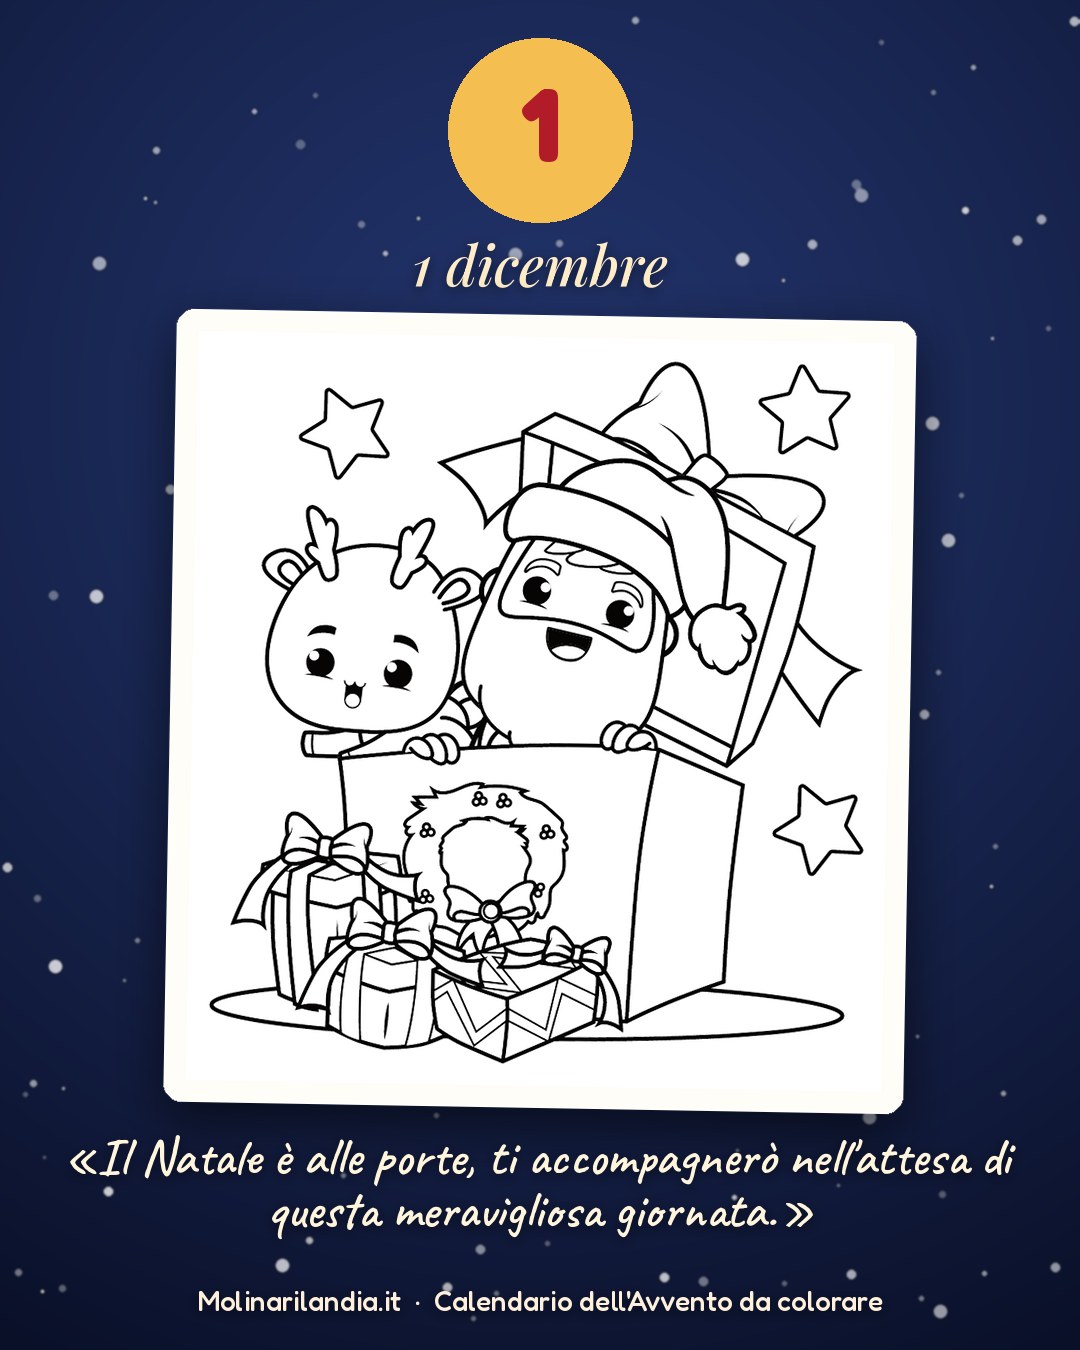 1
1 dicembre
«Il Natale è alle porte, ti accompagnerò nell'attesa di
questa meravigliosa giornata.»
Molinarilandia.it · Calendario dell'Avvento da colorare